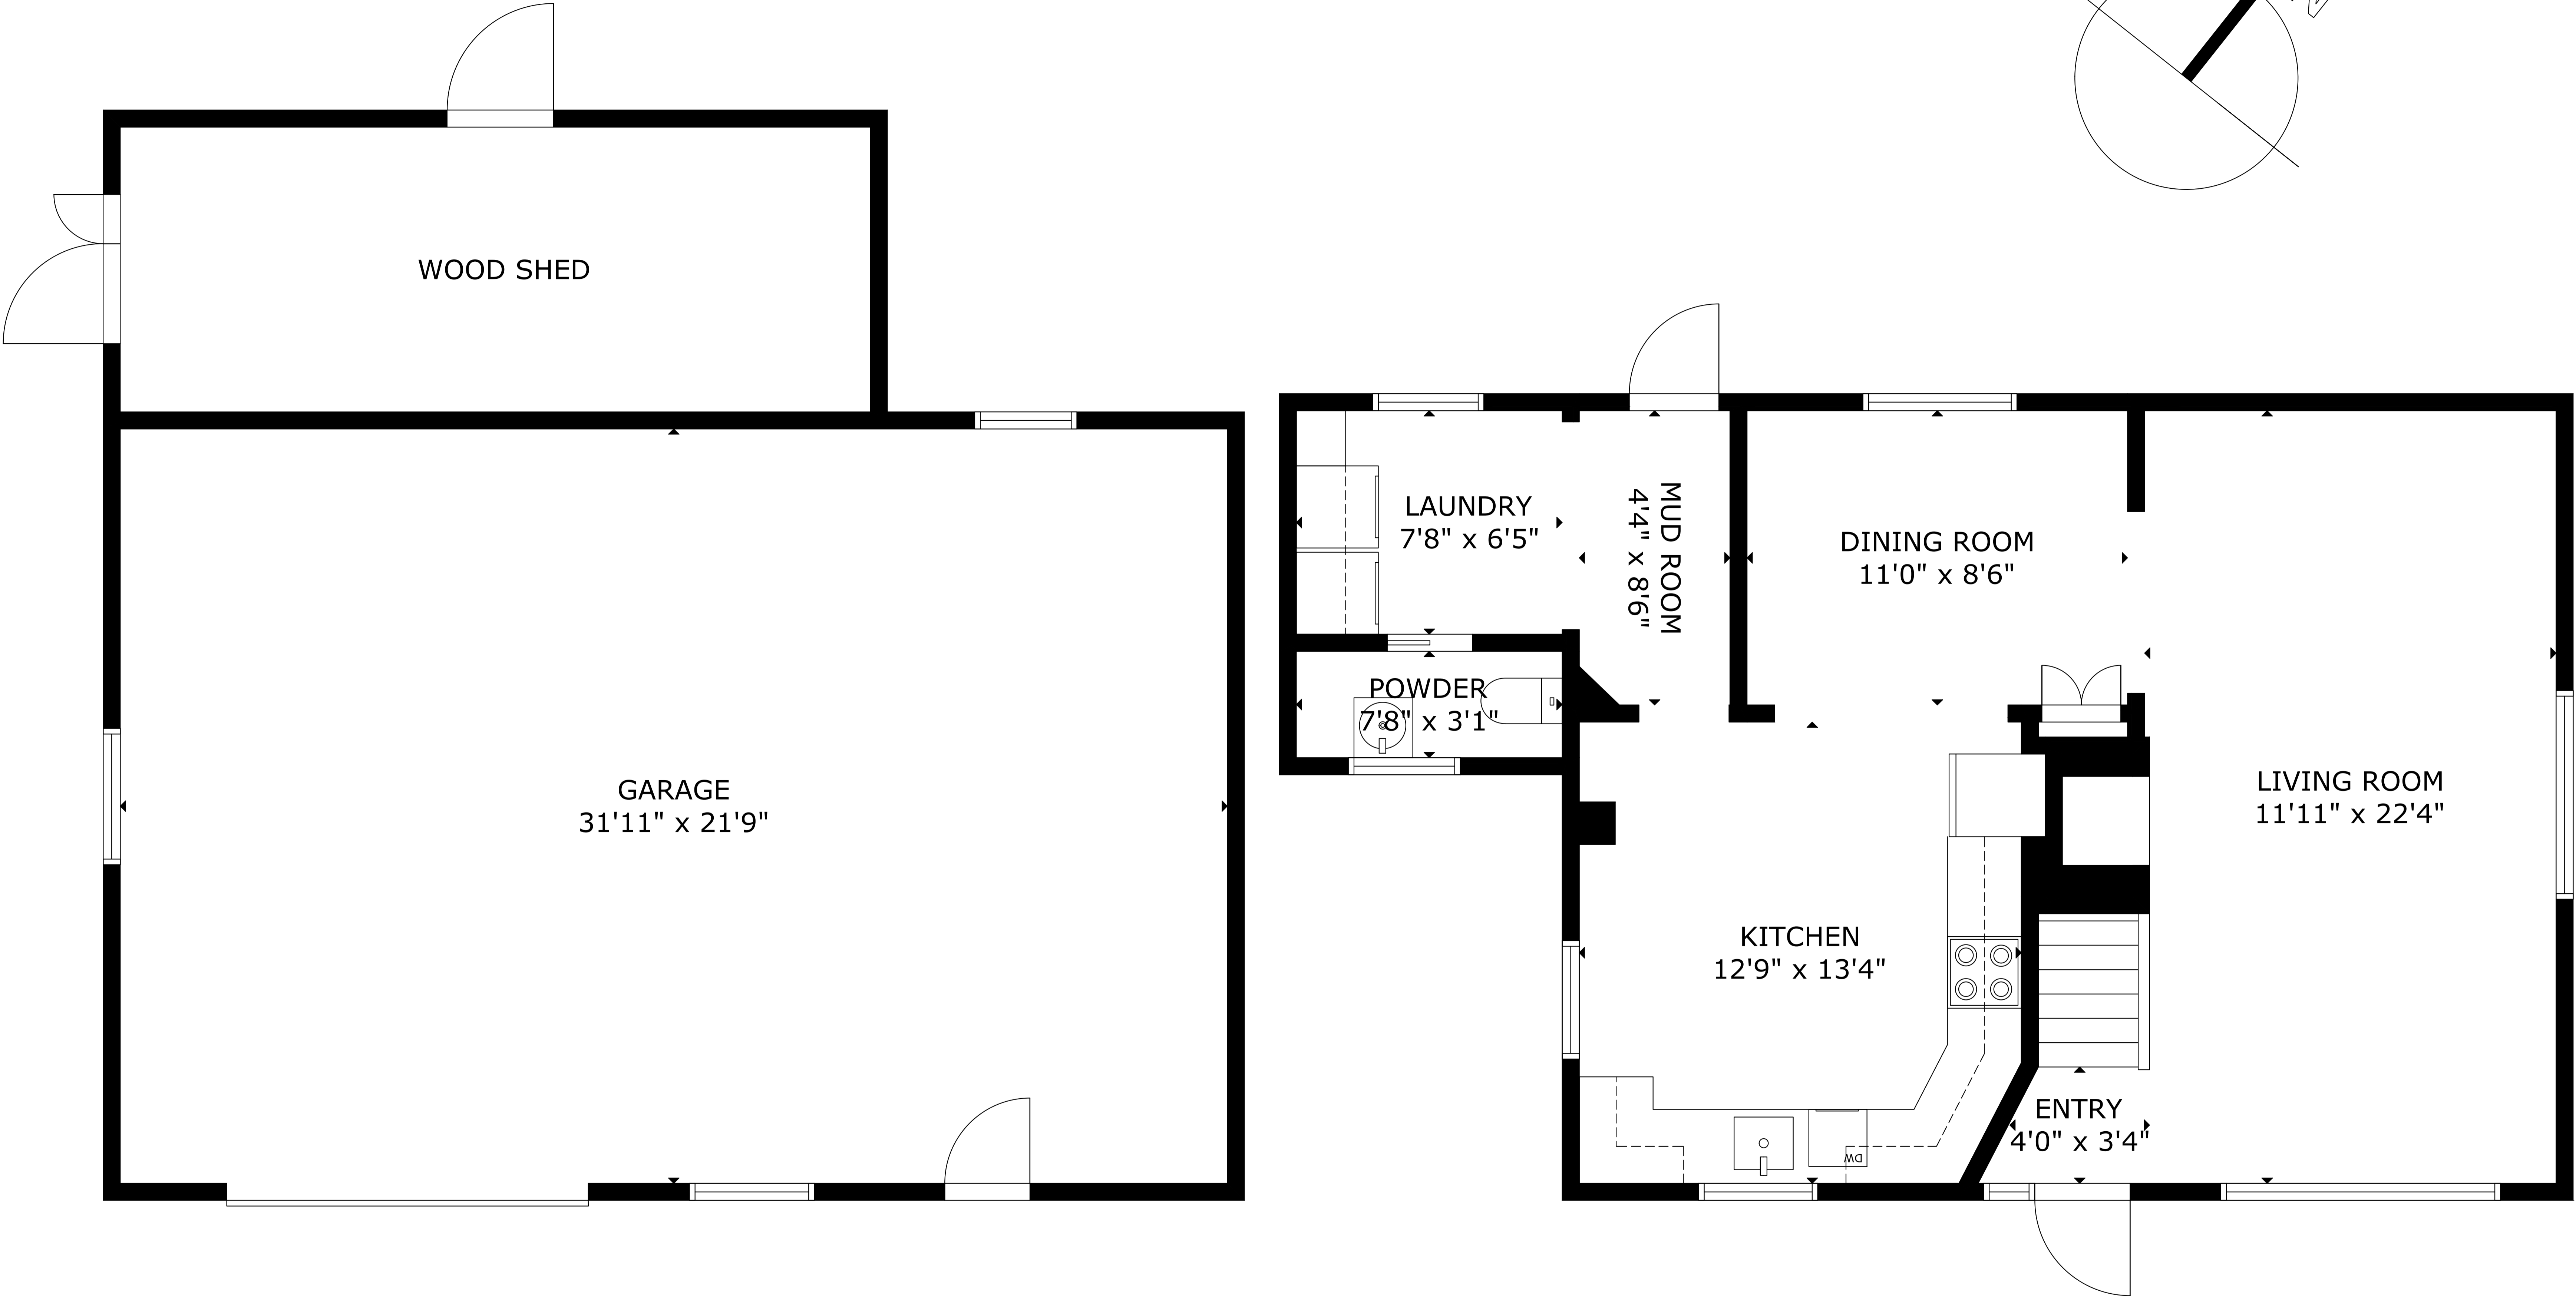 WOOD SHED
GARAGE
31'11" x 21'9"
LAUNDRY
7'8" x 6'5"
MUD ROOM
4'4" x 8'6"
DINING ROOM
11'0" x 8'6"
POWDER
7'8" x 3'1"
LIVING ROOM
11'11" x 22'4"
KITCHEN
12'9" x 13'4"
ENTRY
4'0" x 3'4"
DW